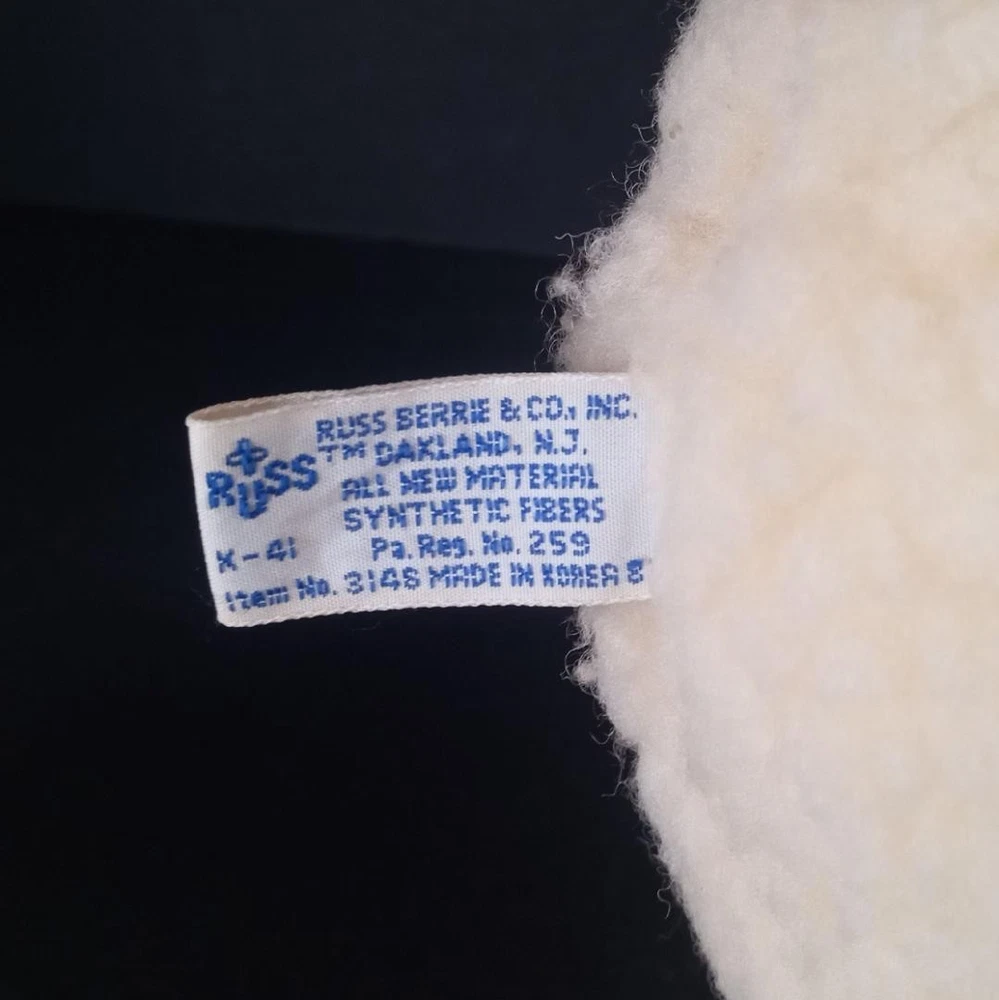 RUSS BERRIE & CO., INC.
TM OAKLAND, N.J.
RUSS
ALL NEW MATERIAL
SYNTHETIC FIBERS
K-41 Pa. Reg. No. 259
Item No. 3148 MADE IN KOREA